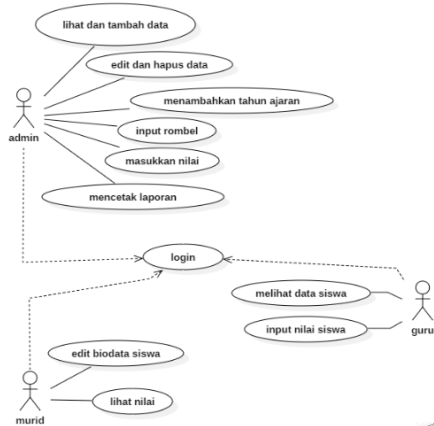 lihat dan tambah data
edit dan hapus data
menambahkan tahun ajaran
admin
input rombel
masukkan nilai
mencetak laporan
login
melihat data siswa
input nilai siswa
guru
edit biodata siswa
lihat nilai
murid